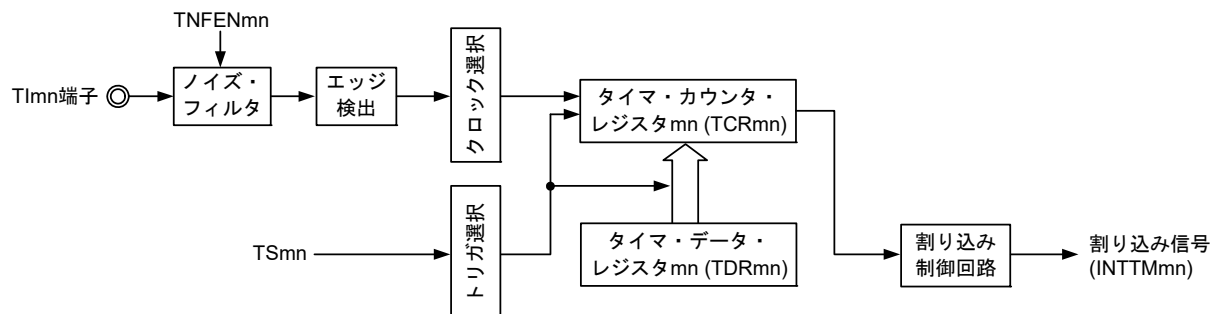 TNFENmn
TImn端子
ノイズ・
フィルタ
エッジ
検出
クロック選択
タイマ・カウンタ・
レジスタmn (TCRmn)
TSmn
トリガ選択
タイマ・データ・
レジスタmn (TDRmn)
割り込み
制御回路
割り込み信号
(INTTMmn)